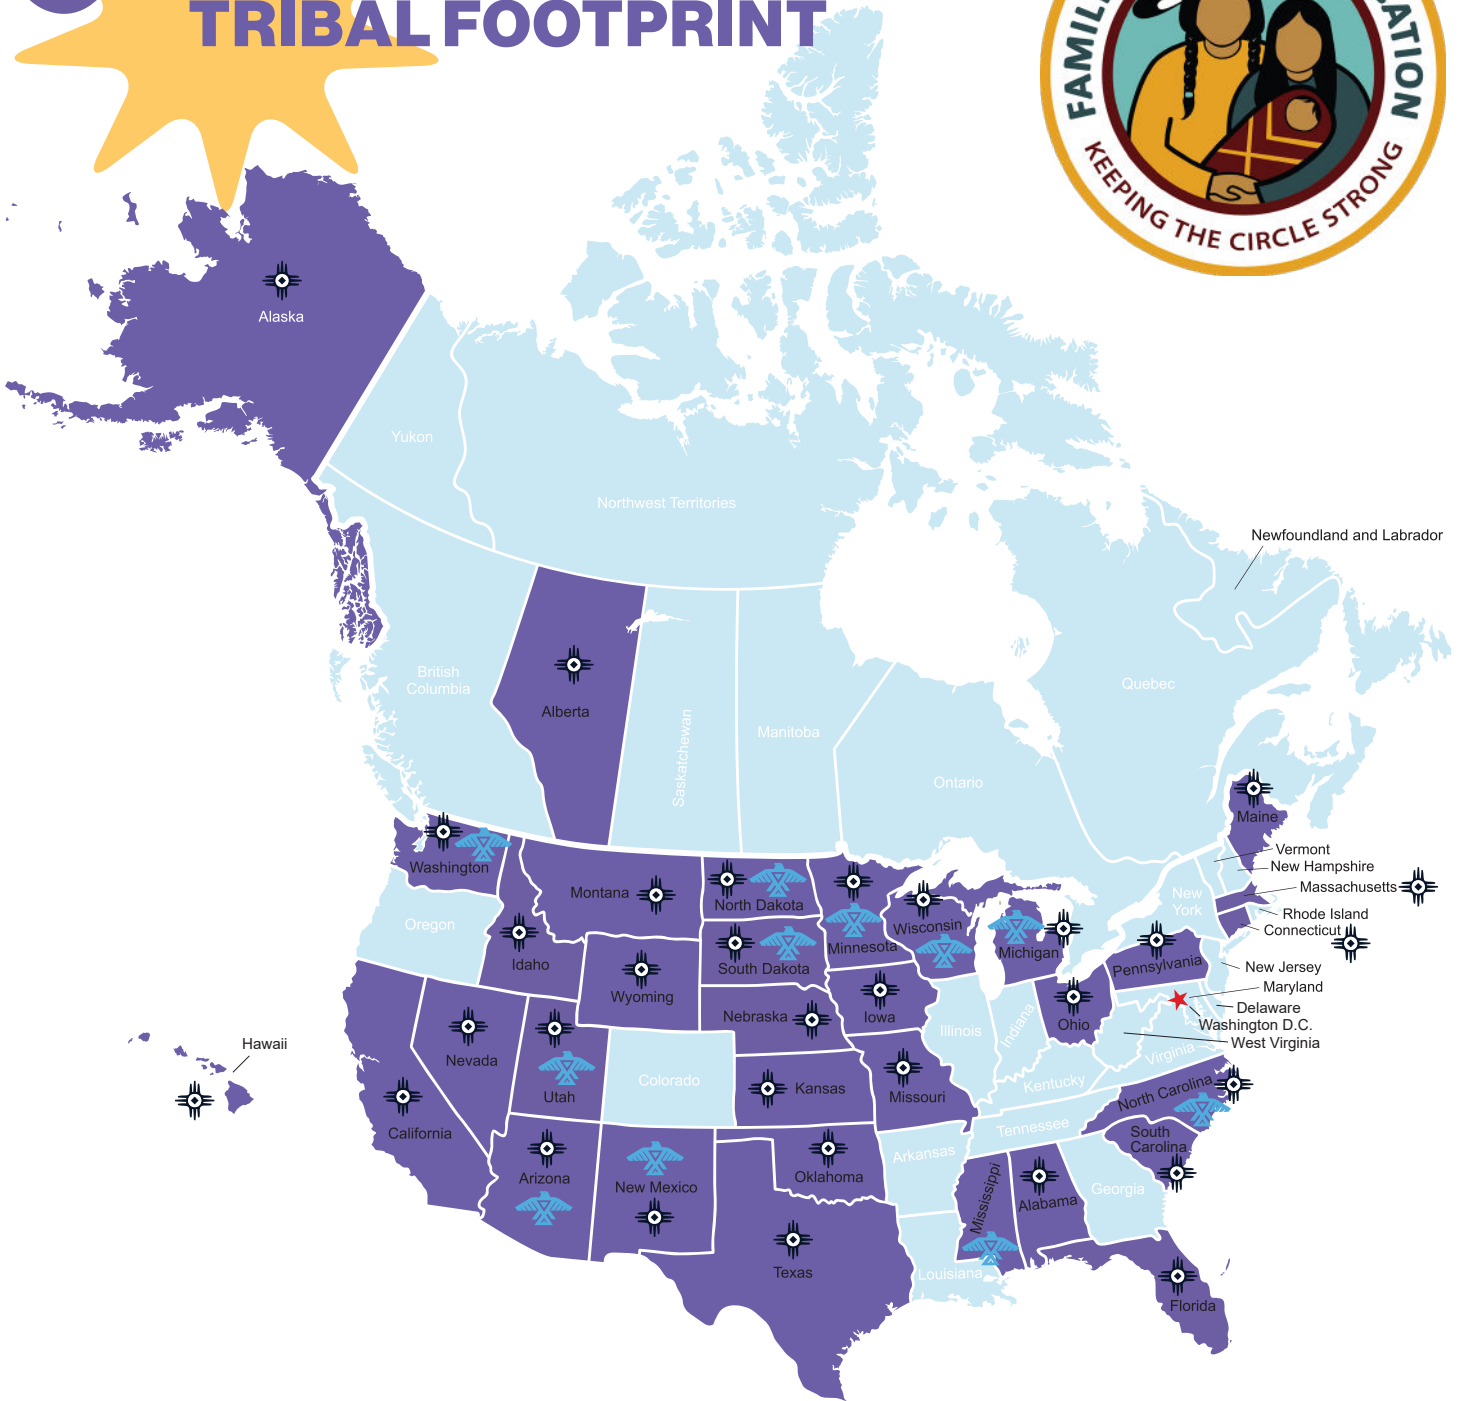 TRIBAL FOOTPRINT
KEEPING THE CIRCLE STRONG
Alaska
Yukon
Northwest Territories
Newfoundland and Labrador
British
Columbia
Alberta
Saskatchewan
Manitoba
Ontario
Quebec
Maine
Vermont
New Hampshire
Massachusetts
Rhode Island
Connecticut
New
York
Washington
Montana
North Dakota
Minnesota
Wisconsin
Michigan
Pennsylvania
New Jersey
Maryland
Delaware
Washington D.C.
West Virginia
Oregon
Idaho
Wyoming
South Dakota
Nebraska
Iowa
Illinois
Indiana
Ohio
Virginia
Hawaii
Nevada
Utah
Colorado
Kansas
Missouri
Kentucky
North Carolina
California
Arizona
New Mexico
Oklahoma
Arkansas
Tennessee
South
Carolina
Mississippi
Alabama
Georgia
Texas
Louisiana
Florida